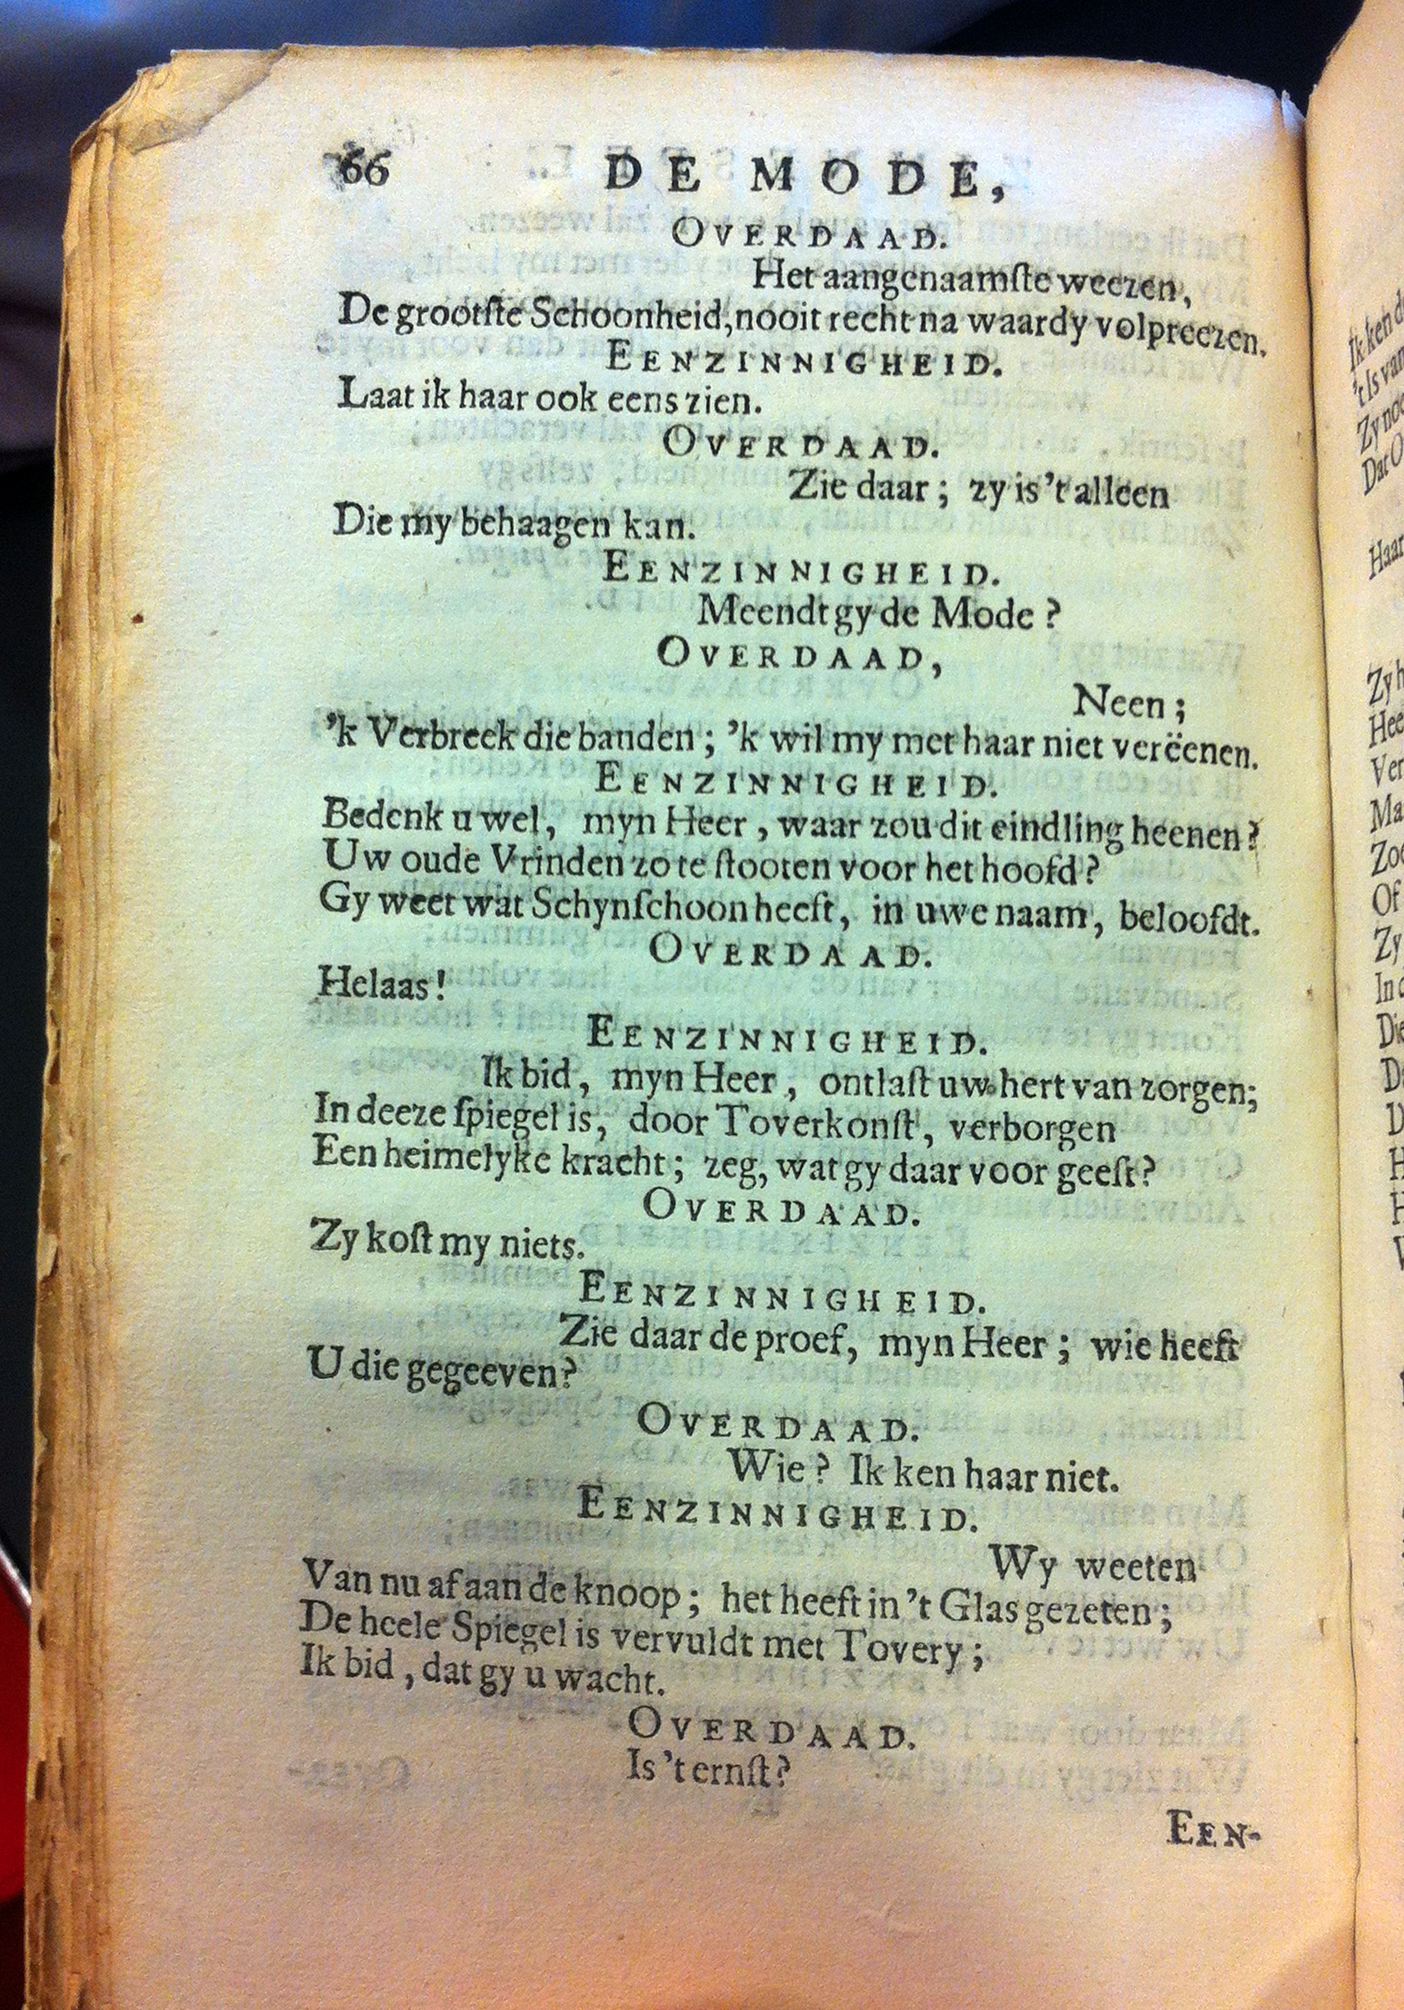 66 DE MODE,
OVERDAAD.
Het aangenaamſte weezen,
De grootſte Schoonheid, nooit recht na waardy volpreezen.
EENZINNIGHEID.
Laat ik haar ook eens zien.
OVERDAAD.
Zie daar; zy is 't alleen
Die my behaagen kan.
EENZINNIGHEID.
Meendt gy de Mode?
OVERDAAD,
Neen;
'k Verbreek die banden; 'k wil my met haar niet verëenen.
EENZINNIGHEID.
Bedenk u wel, myn Heer, waar zou dit eindling heenen?
Uw oude Vrinden zo te ſtooten voor het hoofd?
Gy weet wat Schynſchoon heeft, in uwe naam, beloofdt.
OVERDAAD.
Helaas!
EENZINNIGHEID.
Ik bid, myn Heer, ontlaſt uw hert van zorgen;
In deeze ſpiegel is, door Toverkonſt, verborgen
Een heimelyke kracht; zeg, wat gy daar voor geeft?
OVERDAAD.
Zy koſt my niets.
EENZINNIGHEID.
Zie daar de proef, myn Heer; wie heeft
U die gegeeven?
OVERDAAD.
Wie? Ik ken haar niet.
EENZINNIGHEID.
Wy weeten
Van nu af aan de knoop; het heeft in 't Glas gezeten;
De heele Spiegel is vervuldt met Tovery;
Ik bid, dat gy u wacht.
OVERDAAD.
Is 't ernſt?
EEN-